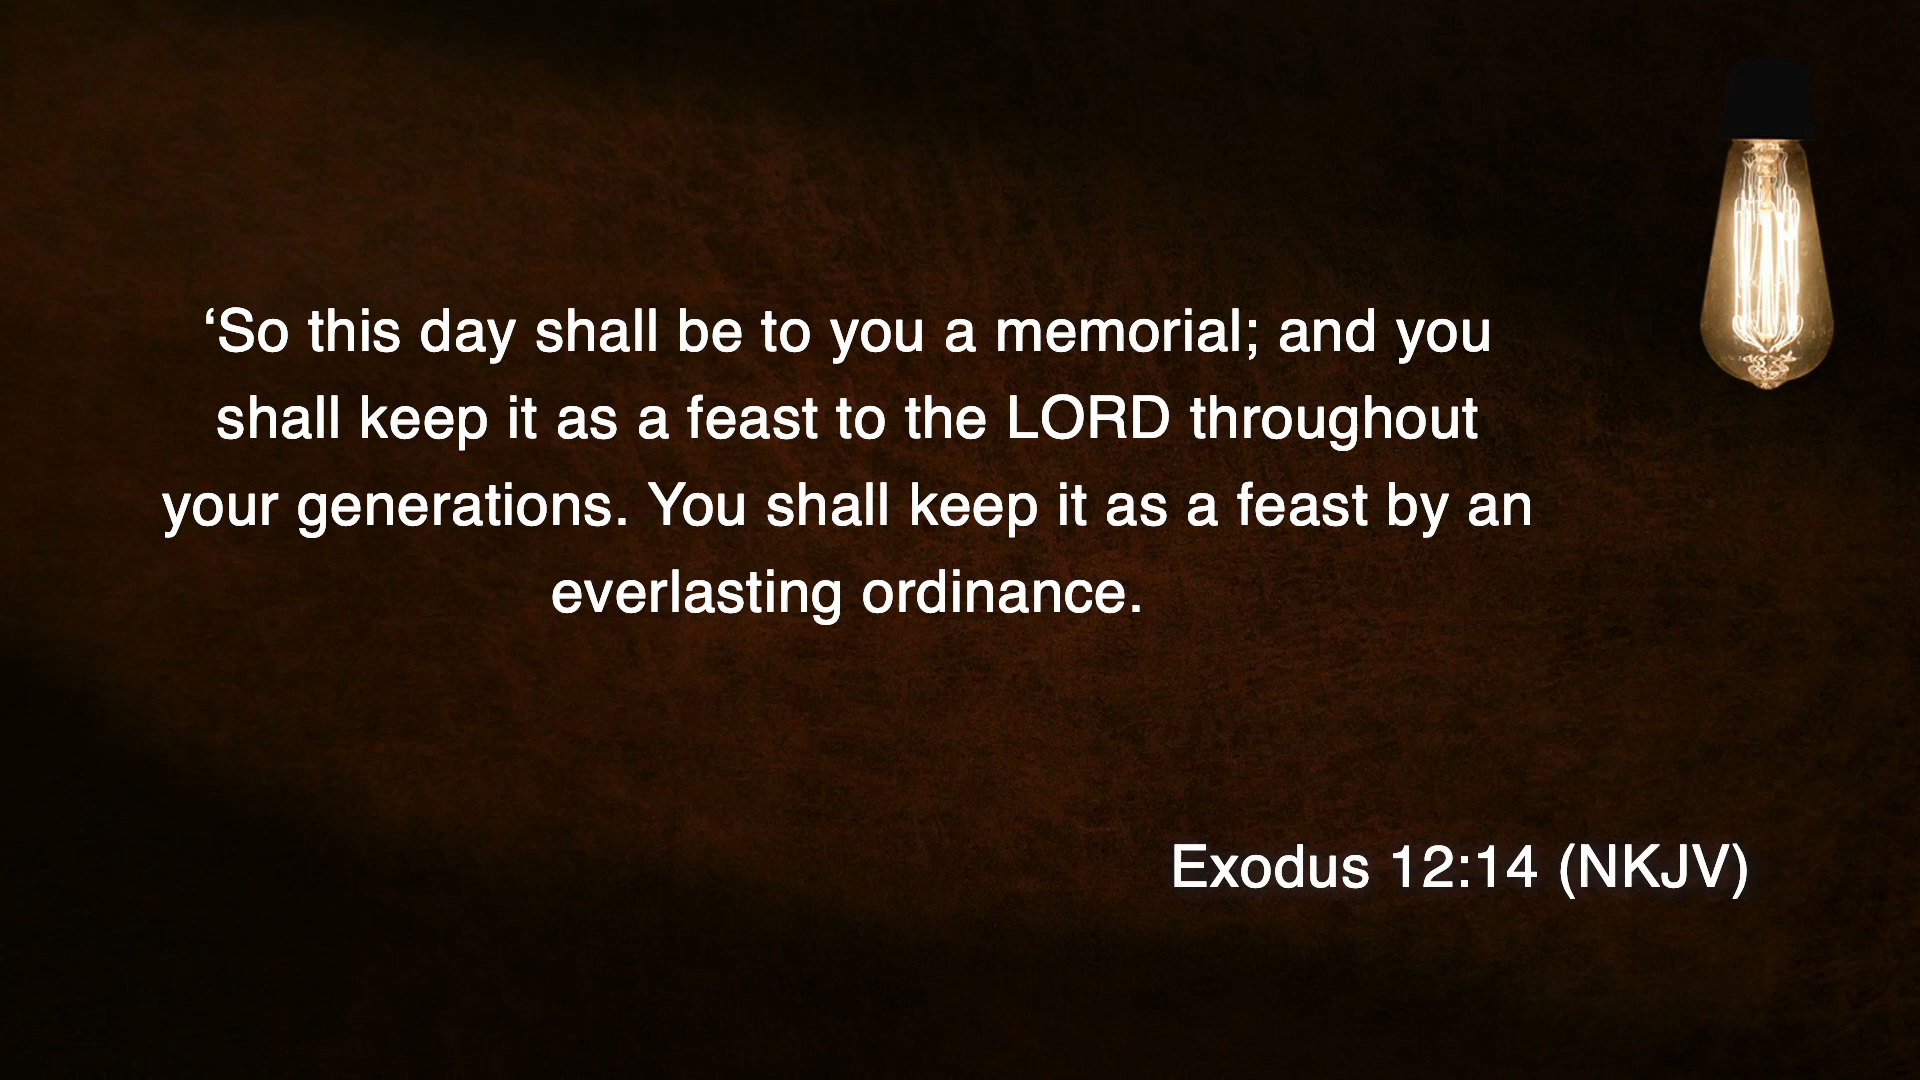 ‘So this day shall be to you a memorial; and you
shall keep it as a feast to the LORD throughout
your generations. You shall keep it as a feast by an
everlasting ordinance.
Exodus 12:14 (NKJV)